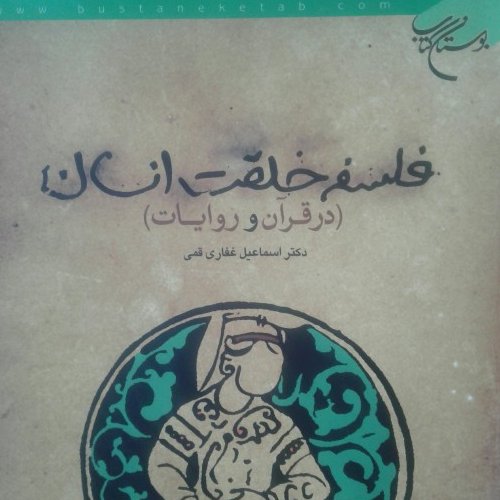 www.bustaneketab.com
بوستان کتاب
فلسفه خلقت انسان
(در قرآن و روایات)
دکتر اسماعیل غفاری قمی